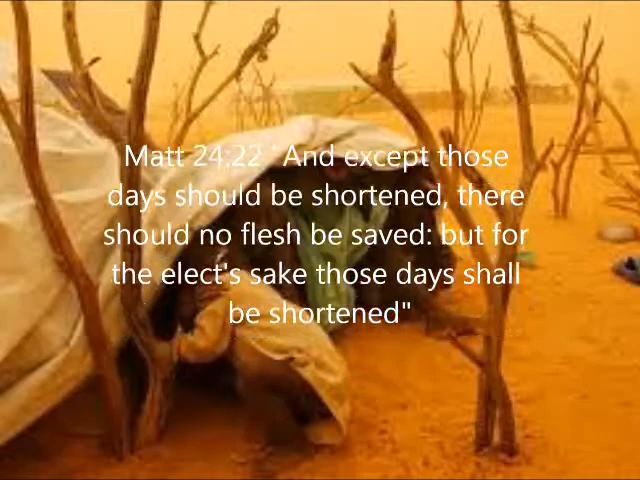 Matt 24:22 "And except those
days should be shortened, there
should no flesh be saved: but for
the elect's sake those days shall
be shortened"